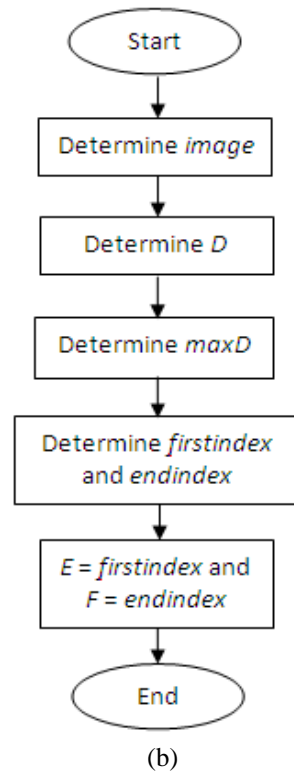 Start
Determine image
Determine D
Determine maxD
Determine firstindex
and endindex
E = firstindex and
F = endindex
End
(b)